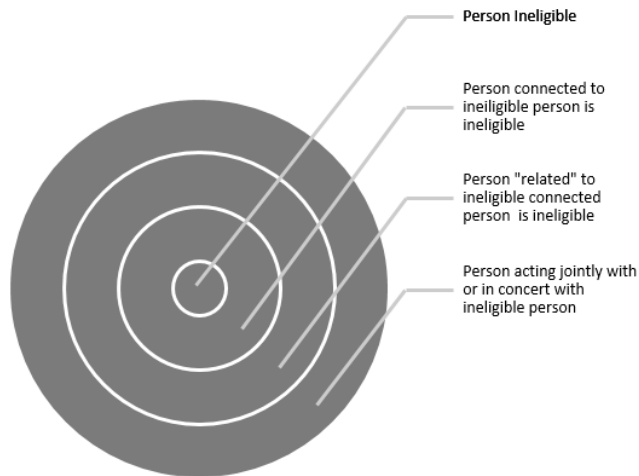 Person Ineligible
Person connected to
ineiligible person is
ineligible
Person "related" to
ineligible connected
person  is ineligible
Person acting jointly with
or in concert with
ineligible person